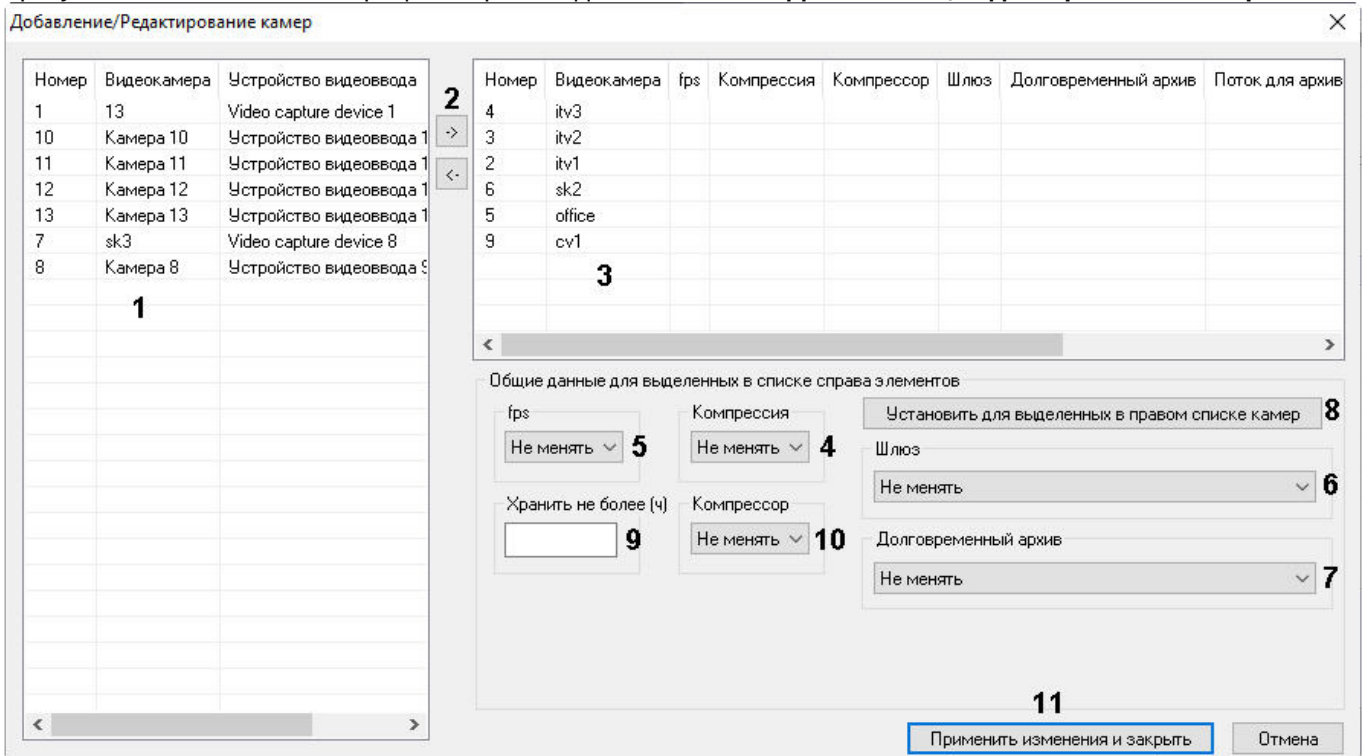 Добавление/Редактирование камер
Номер Видеокамера Устройство видеоввода
1 13 Video capture device 1
10 Камера 10 Устройство видеоввода 1
11 Камера 11 Устройство видеоввода 1
12 Камера 12 Устройство видеоввода 1
13 Камера 13 Устройство видеоввода 1
7 sk3 Video capture device 8
8 Камера 8 Устройство видеоввода 9
1
2
->
<-
Номер Видеокамера fps Компрессия Компрессор Шлюз Долговременный архив Поток для архив
4 itv3
3 itv2
2 itv1
6 sk2
5 office
9 cv1
3
Общие данные для выделенных в списке справа элементов
fps
Не менять 5
Компрессия
Не менять 4
Установить для выделенных в правом списке камер 8
Шлюз
Не менять 6
Хранить не более (ч)
9
Компрессор
Не менять 10
Долговременный архив
Не менять 7
11
Применить изменения и закрыть
Отмена